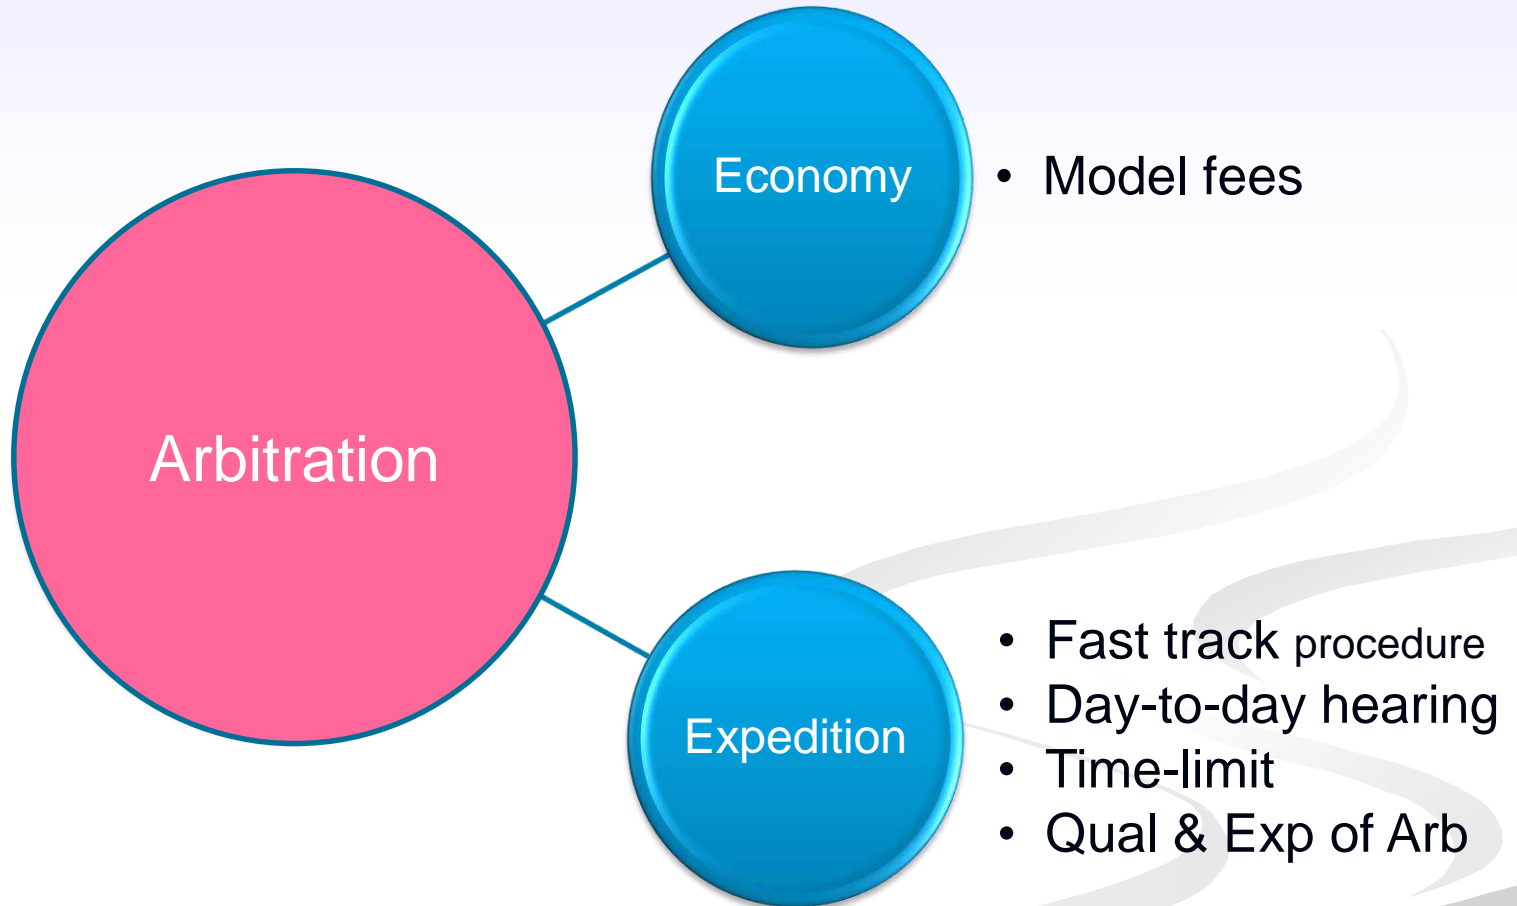 Economy
• Model fees
Arbitration
Expedition
• Fast track procedure
• Day-to-day hearing
• Time-limit
• Qual & Exp of Arb